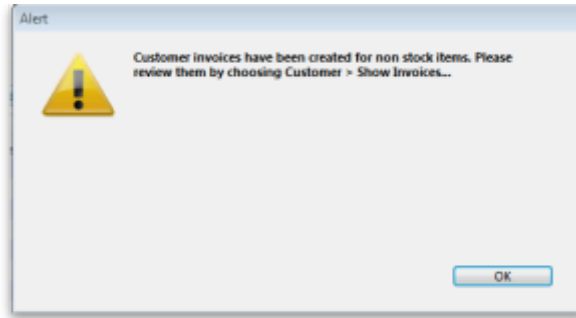 Alert
Customer invoices have been created for non stock items. Please
review them by choosing Customer > Show Invoices...
OK